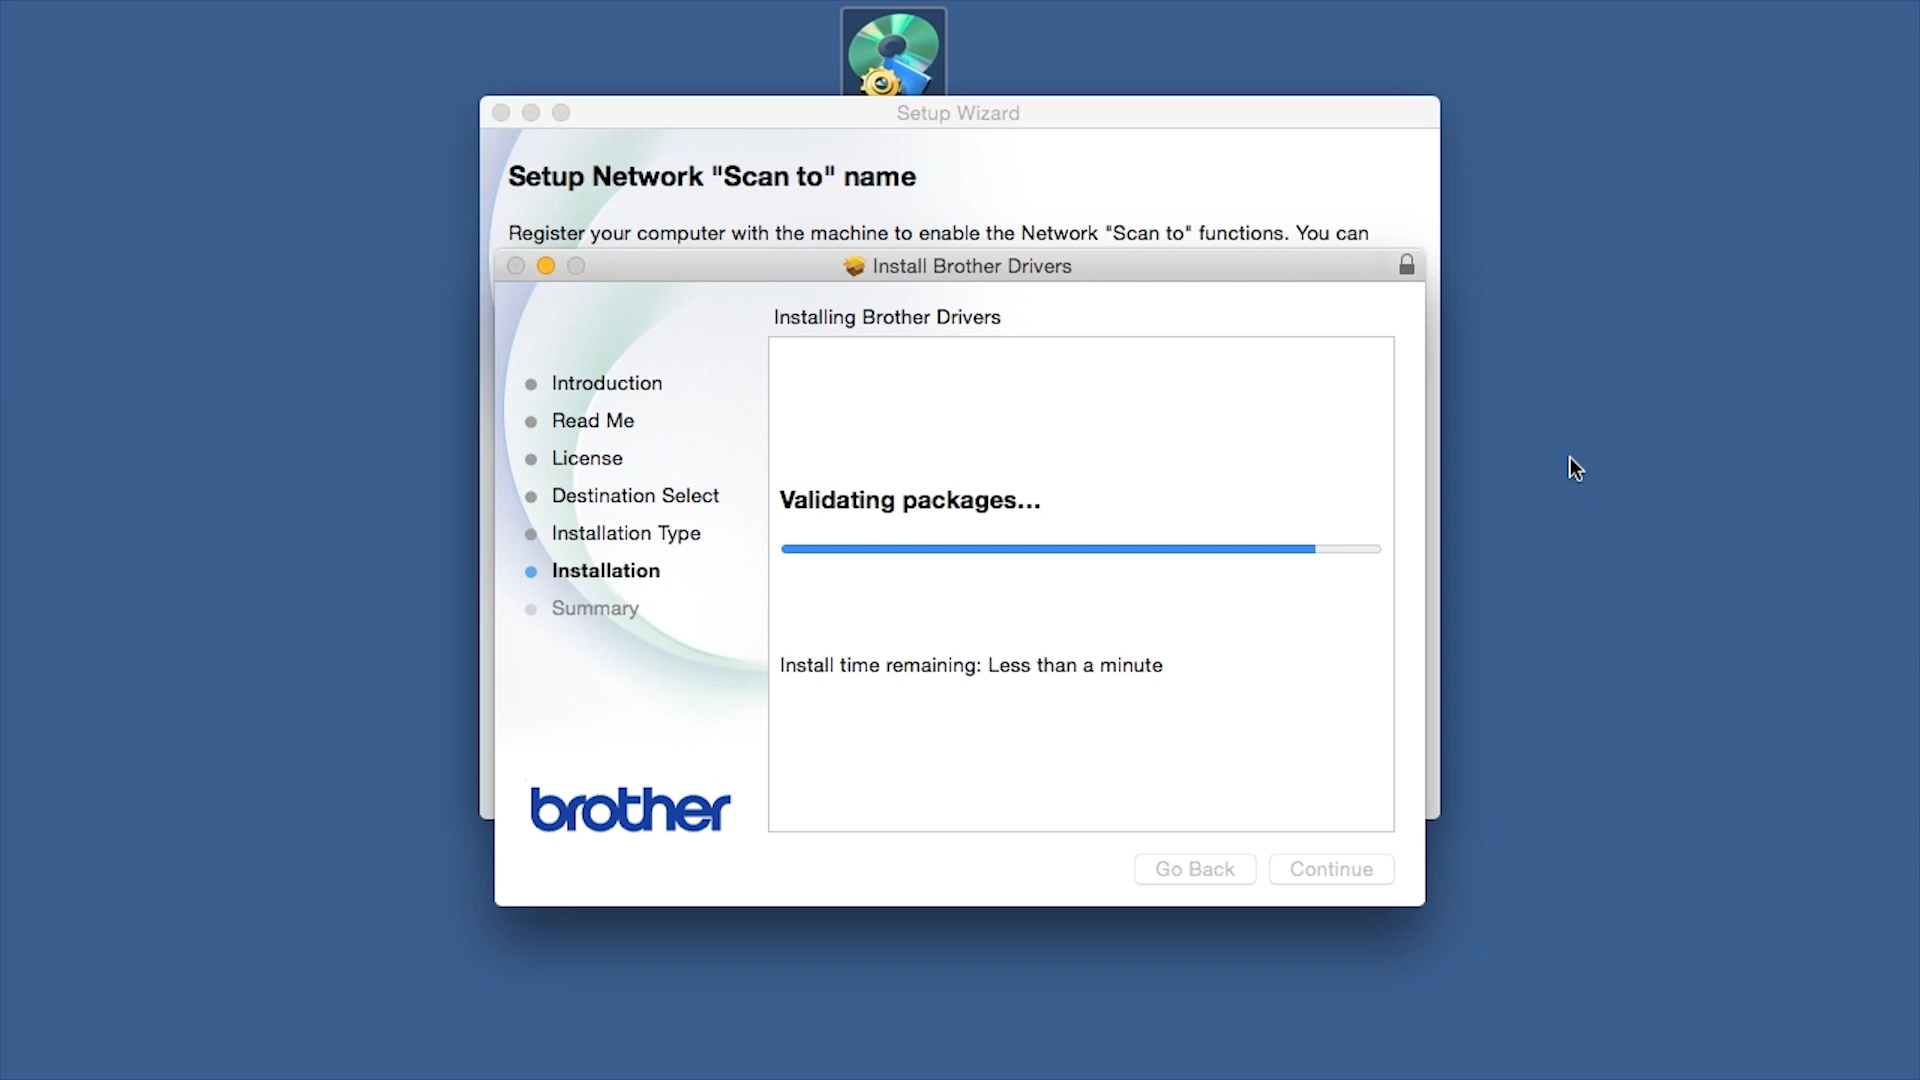 Setup Wizard
Setup Network "Scan to" name
Register your computer with the machine to enable the Network "Scan to" functions. You can
Install Brother Drivers
Installing Brother Drivers
Introduction
Read Me
License
Destination Select
Installation Type
Installation
Summary
Validating packages...
Install time remaining: Less than a minute
brother
Go Back
Continue